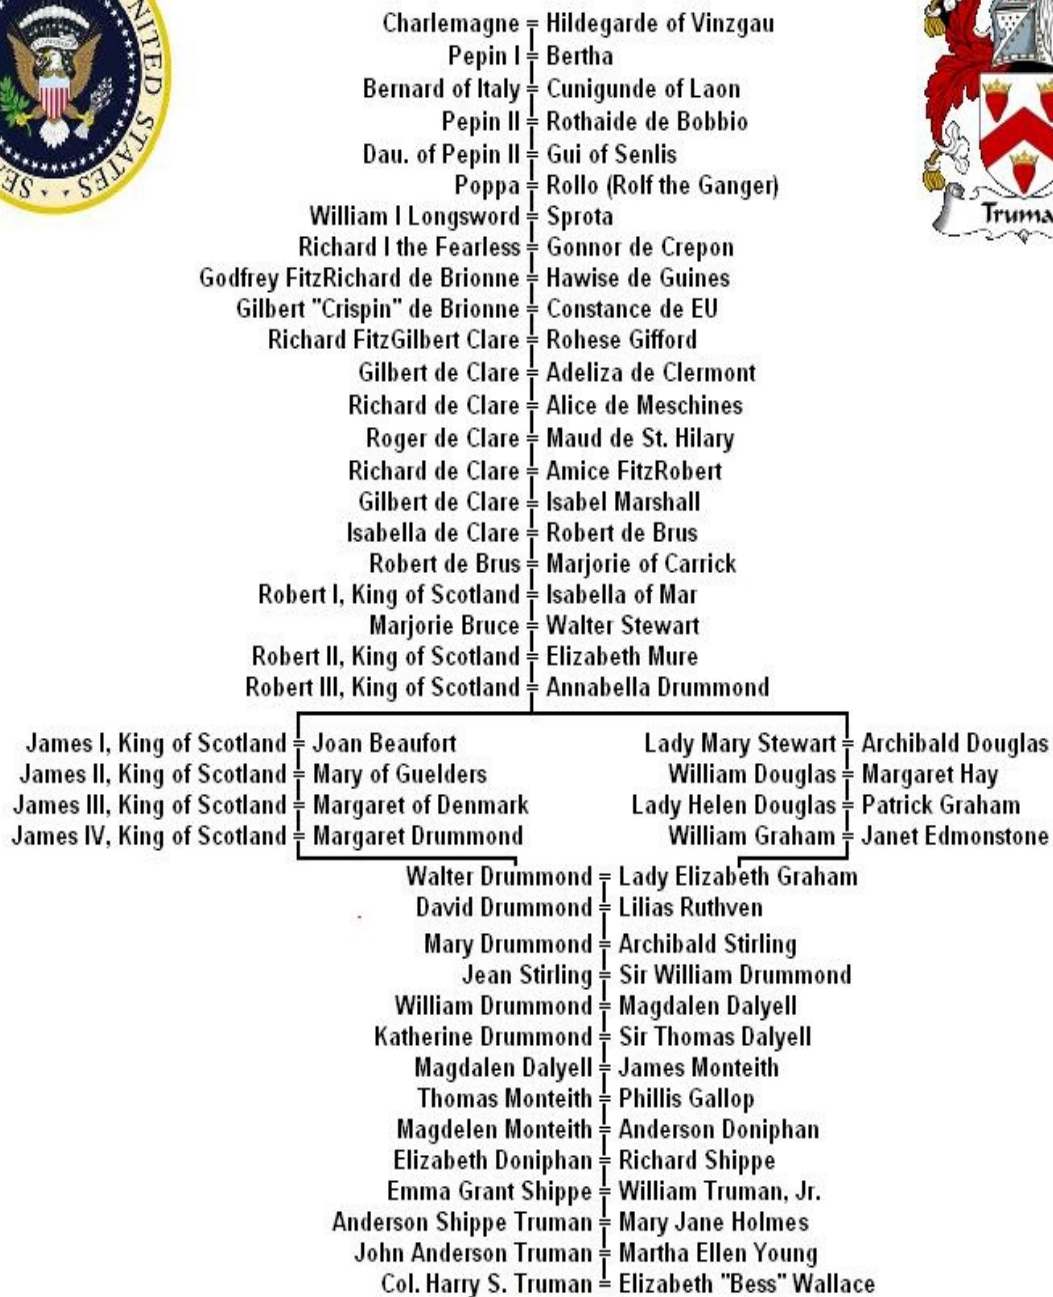 NITED STATES
SE
Truma
Charlemagne = Hildegarde of Vinzgau
Pepin I = Bertha
Bernard of Italy = Cunigunde of Laon
Pepin II = Rothaide de Bobbio
Dau. of Pepin II = Gui of Senlis
Poppa = Rollo (Rolf the Ganger)
William I Longsword = Sprota
Richard I the Fearless = Gonnor de Crepon
Godfrey FitzRichard de Brionne = Hawise de Guines
Gilbert "Crispin" de Brionne = Constance de EU
Richard FitzGilbert Clare = Rohese Gifford
Gilbert de Clare = Adeliza de Clermont
Richard de Clare = Alice de Meschines
Roger de Clare = Maud de St. Hilary
Richard de Clare = Amice FitzRobert
Gilbert de Clare = Isabel Marshall
Isabella de Clare = Robert de Brus
Robert de Brus = Marjorie of Carrick
Robert I, King of Scotland = Isabella of Mar
Marjorie Bruce = Walter Stewart
Robert II, King of Scotland = Elizabeth Mure
Robert III, King of Scotland = Annabella Drummond
James I, King of Scotland = Joan Beaufort
James II, King of Scotland = Mary of Guelders
James III, King of Scotland = Margaret of Denmark
James IV, King of Scotland = Margaret Drummond
Lady Mary Stewart = Archibald Douglas
William Douglas = Margaret Hay
Lady Helen Douglas = Patrick Graham
William Graham = Janet Edmonstone
Walter Drummond = Lady Elizabeth Graham
David Drummond = Lilias Ruthven
Mary Drummond = Archibald Stirling
Jean Stirling = Sir William Drummond
William Drummond = Magdalen Dalyell
Katherine Drummond = Sir Thomas Dalyell
Magdalen Dalyell = James Monteith
Thomas Monteith = Phillis Gallop
Magdelen Monteith = Anderson Doniphan
Elizabeth Doniphan = Richard Shippe
Emma Grant Shippe = William Truman, Jr.
Anderson Shippe Truman = Mary Jane Holmes
John Anderson Truman = Martha Ellen Young
Col. Harry S. Truman = Elizabeth "Bess" Wallace